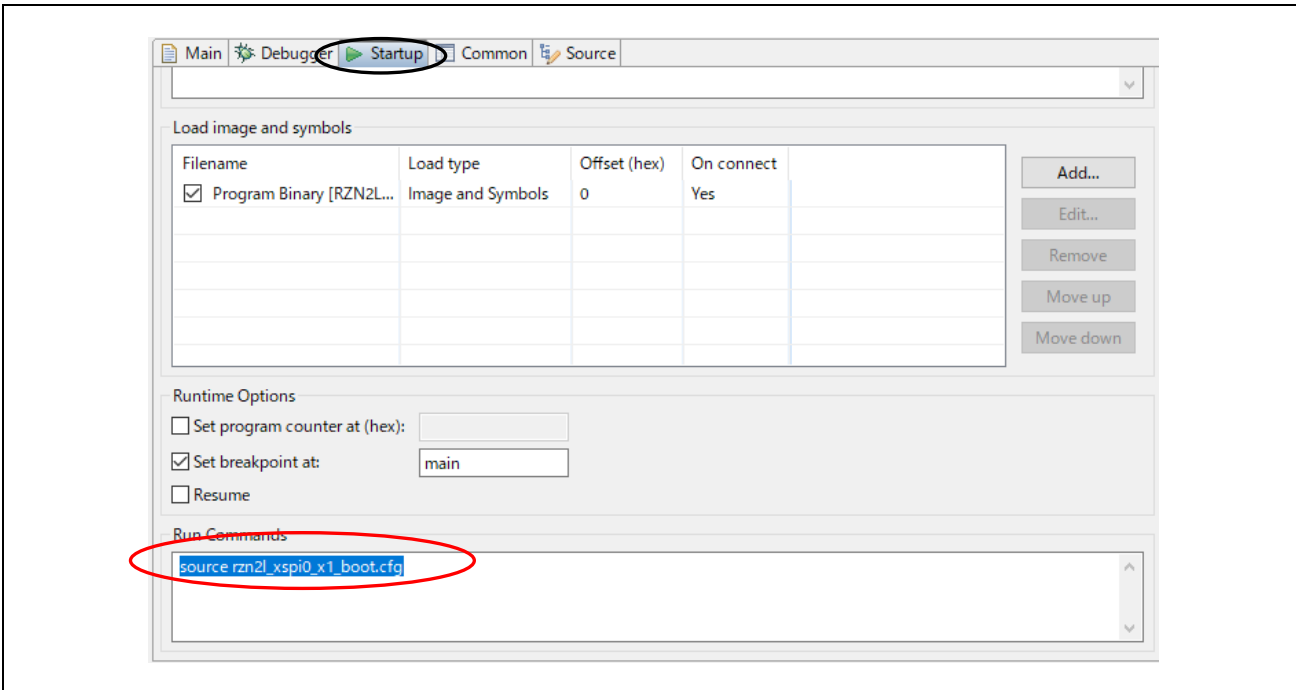 Main Debugger Startup Common Source
Load image and symbols
Filename Load type Offset (hex) On connect
Program Binary [RZN2L... Image and Symbols 0 Yes
Add...
Edit...
Remove
Move up
Move down
Runtime Options
Set program counter at (hex):
Set breakpoint at: main
Resume
Run Commands
source rzn2l_xspi0_x1_boot.cfg